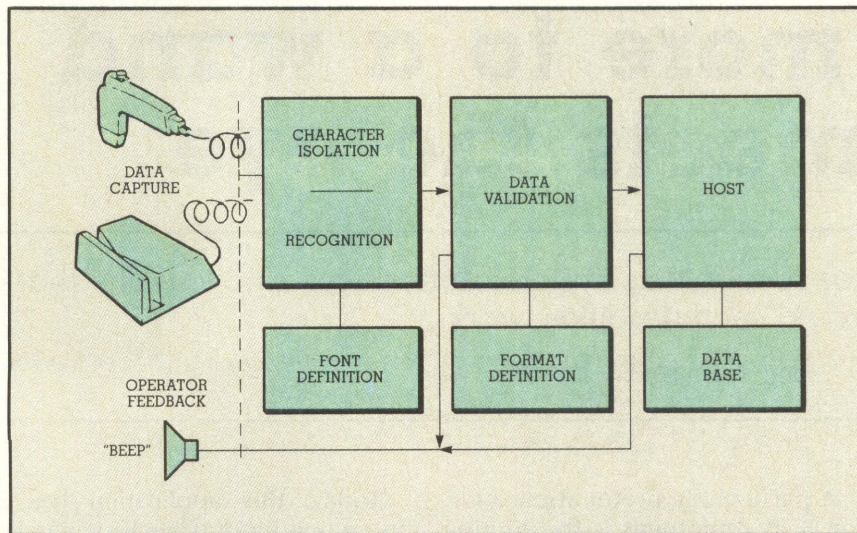 DATA
CAPTURE
CHARACTER
ISOLATION
RECOGNITION
DATA
VALIDATION
HOST
FONT
DEFINITION
FORMAT
DEFINITION
DATA
BASE
OPERATOR
FEEDBACK
"BEEP"